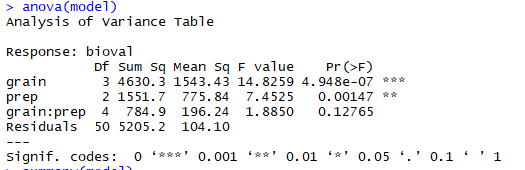 > anova(model)
Analysis of Variance Table

Response: bioval
           Df Sum Sq Mean Sq F value    Pr(>F)
grain       3 4630.3 1543.43 14.8259 4.948e-07 ***
prep        2 1551.7  775.84  7.4525   0.00147 **
grain:prep  4  784.9  196.24  1.8850   0.12765
Residuals  50 5205.2  104.10
---
Signif. codes:  0 ‘***’ 0.001 ‘**’ 0.01 ‘*’ 0.05 ‘.’ 0.1 ‘ ’ 1